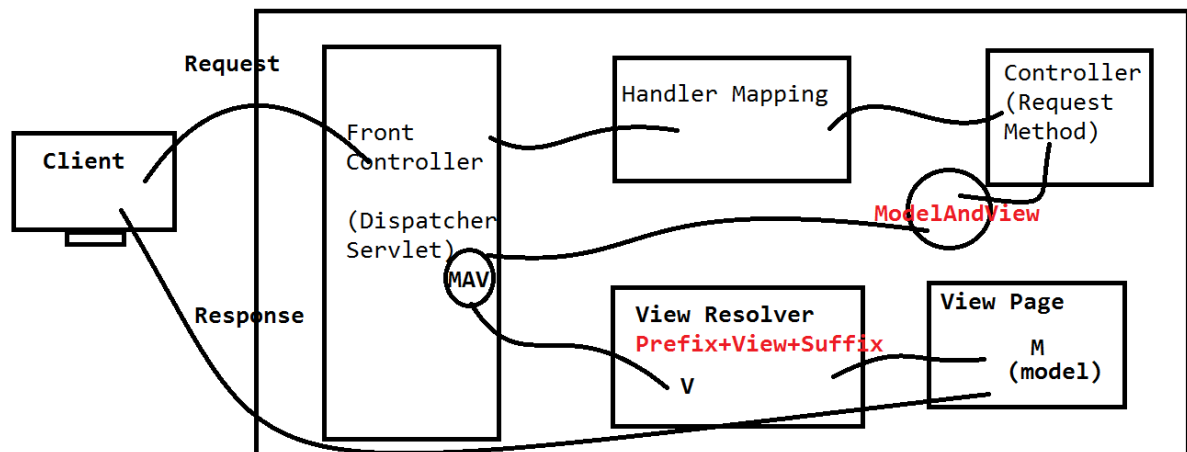 Request
Client
Front
Controller
(Dispatcher
Servlet)
MAV
Handler Mapping
Controller
(Request
Method)
ModelAndView
Response
View Resolver
Prefix+View+Suffix
V
View Page
M
(model)